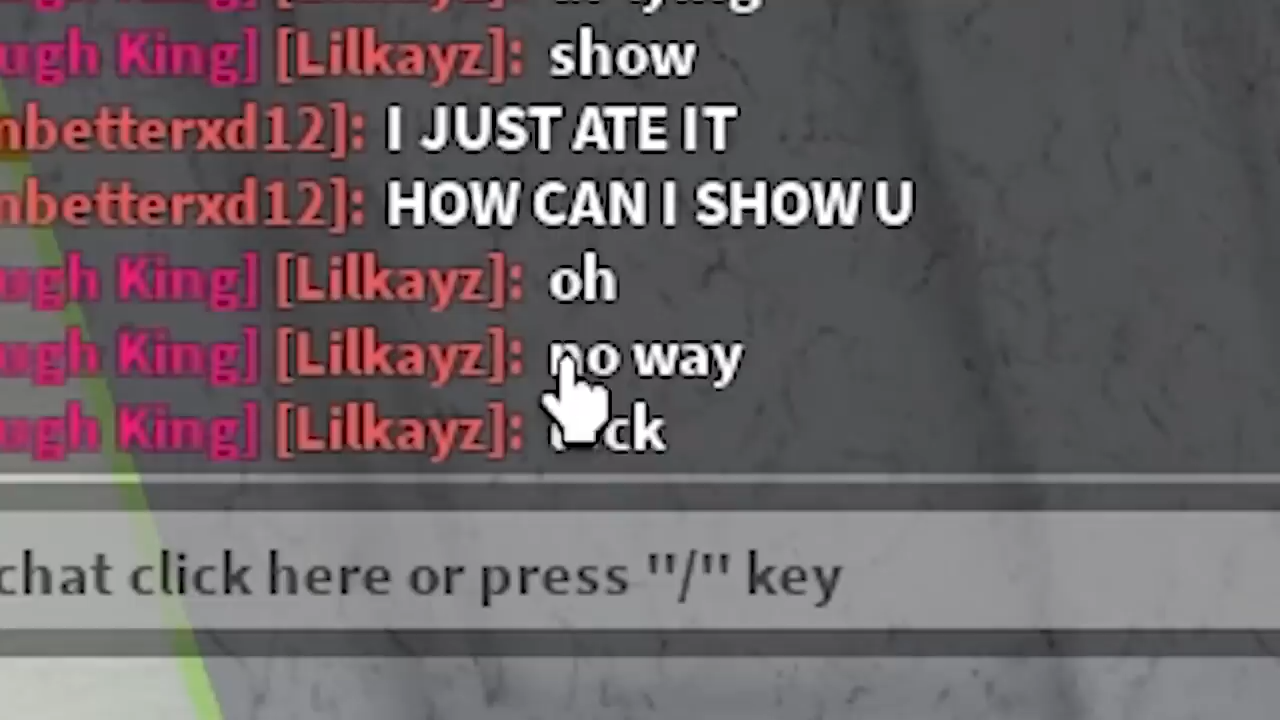 ugh King] [Lilkayz]: show
nbetterxd12]: I JUST ATE IT
nbetterxd12]: HOW CAN I SHOW U
ugh King] [Lilkayz]: oh
ugh King] [Lilkayz]: no way
ugh King] [Lilkayz]:
chat click here or press "/" key